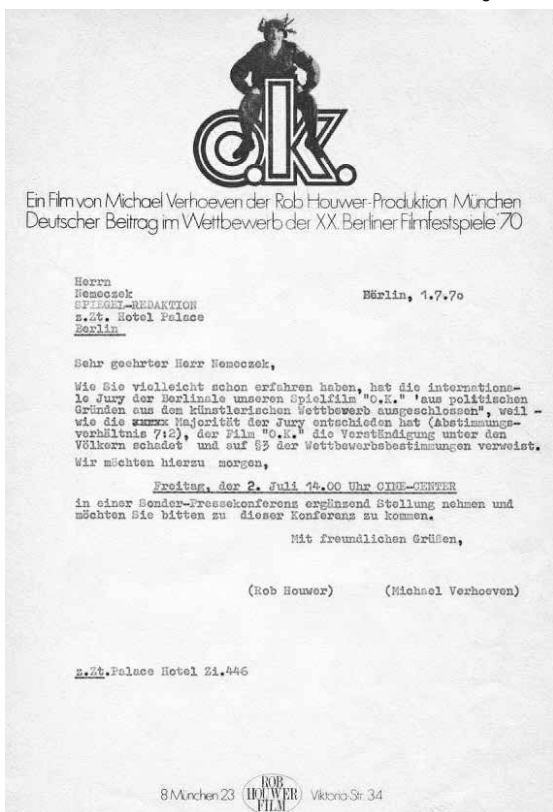 o.k.
Ein Film von Michael Verhoeven der Rob Houwer-Produktion München
Deutscher Beitrag im Wettbewerb der XX. Berliner Filmfestspiele '70
Herrn
Nemeczek
SPIEGEL-REDAKTION
z.Zt. Hotel Palace
Berlin
Börlin, 1.7.70
Sehr geehrter Herr Nemeczek,
Wie Sie vielleicht schon erfahren haben, hat die internationa-
le Jury der Berlinale unseren Spielfilm "O.K." 'aus politischen
Gründen aus dem künstlerischen Wettbewerb ausgeschlossen", weil -
wie die xxxxx Majorität der Jury entschieden hat (Abstimmungs-
verhältnis 7:2), der Film "O.K." die Verständigung unter den
Völkern schadet und auf §3 der Wettbewerbsbestimmungen verweist.
Wir möchten hierzu morgen,
Freitag, der 2. Juli 14.00 Uhr CINE-CENTER
in einer Sonder-Pressekonferenz ergänzend Stellung nehmen und
möchten Sie bitten zu dieser Konferenz zu kommen.
Mit freundlichen Grüßen,
(Rob Houwer) (Michael Verhoeven)
z.Zt.Palace Hotel Zi.446
8 München 23 ROB HOUWER FILM Viktoria-Str. 34